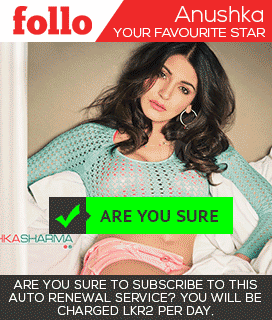 follo
Anushka
YOUR FAVOURITE STAR
HKASHARMA
ARE YOU SURE
ARE YOU SURE TO SUBSCRIBE TO THIS
AUTO RENEWAL SERVICE? YOU WILL BE
CHARGED LKR2 PER DAY.